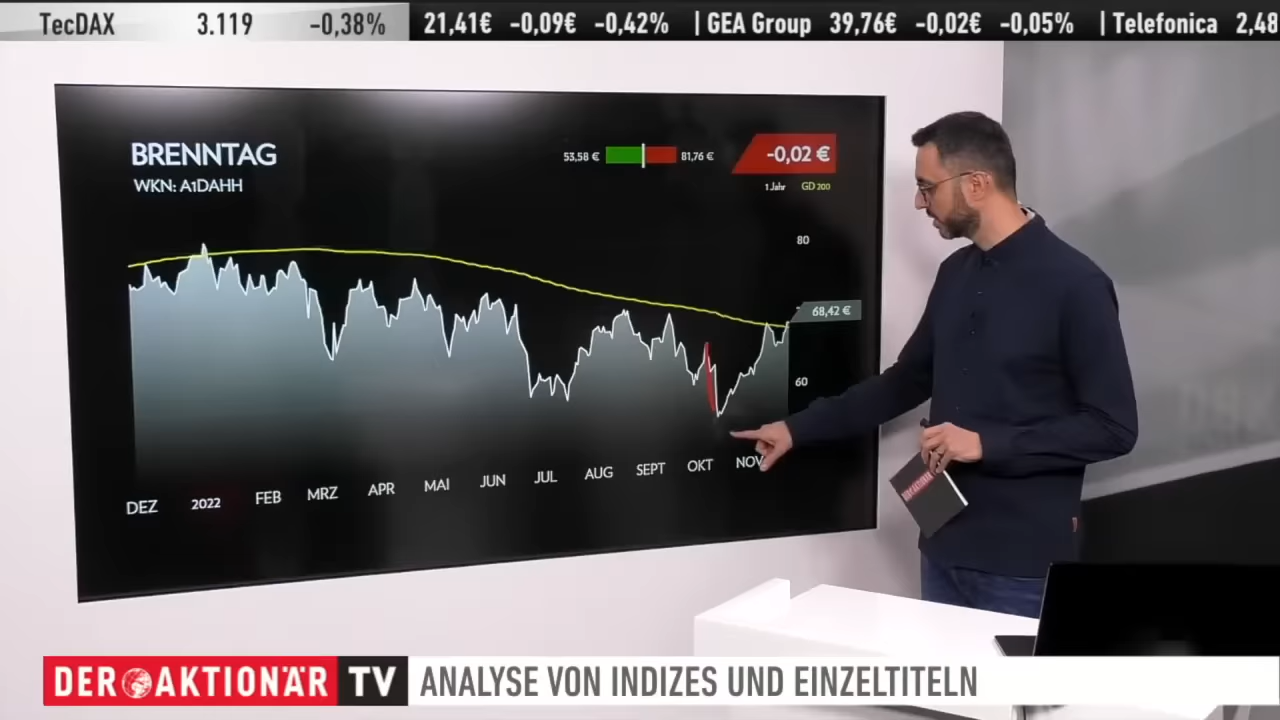 TecDAX 3.119 -0,38% 21,41€ -0,09€ -0,42% | GEA Group 39,76€ -0,02€ -0,05% | Telefonica 2,48
BRENNTAG
WKN: A1DAHH
53,58 € 81,76 €
-0,02 €
1 Jahr GD 200
80
68,42 €
60
DEZ 2022 FEB MRZ APR MAI JUN JUL AUG SEPT OKT NOV
DER AKTIONÄR TV ANALYSE VON INDIZES UND EINZELTITELN